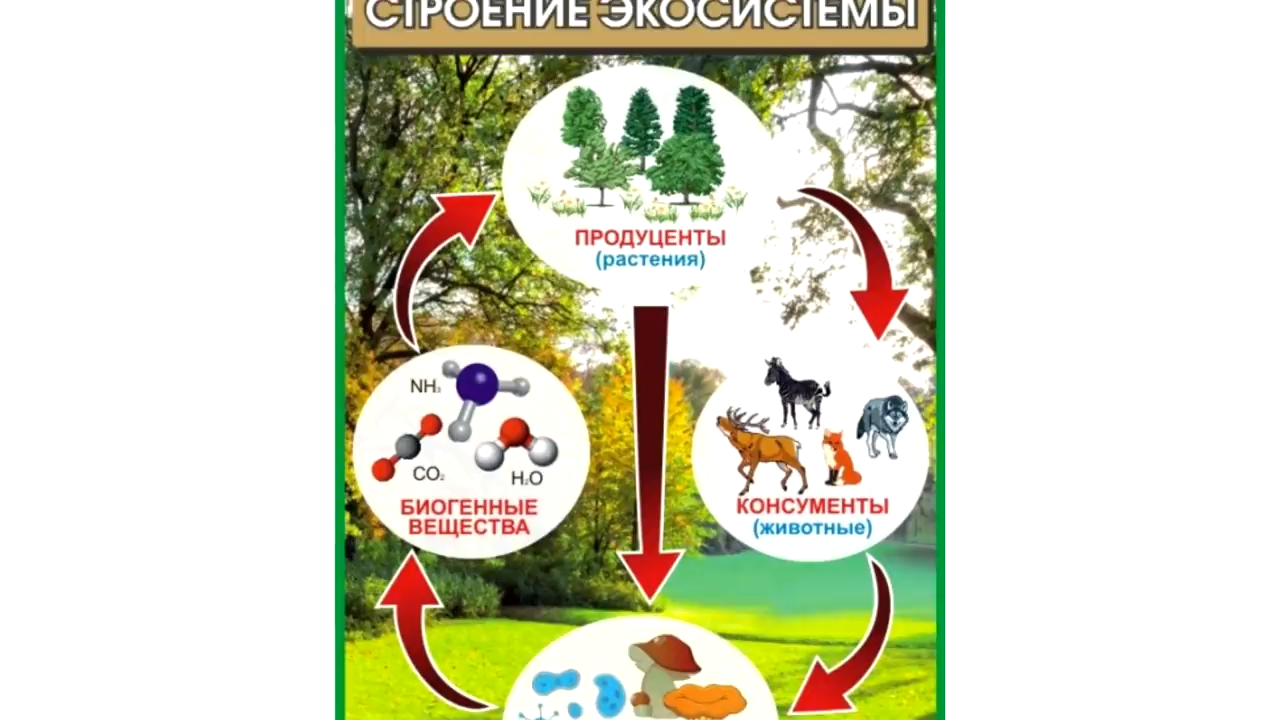 СТРОЕНИЕ ЭКОСИСТЕМЫ
ПРОДУЦЕНТЫ
(растения)
NH₃
CO₂
H₂O
БИОГЕННЫЕ
ВЕЩЕСТВА
КОНСУМЕНТЫ
(животные)